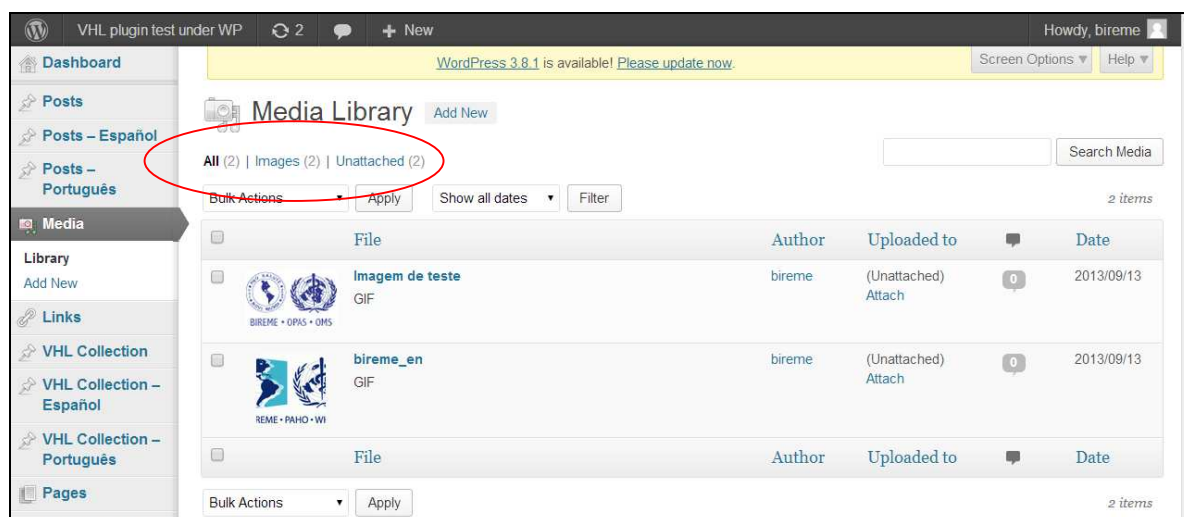 VHL plugin test under WP 2 + New Howdy, bireme
Dashboard
Posts
Posts – Español
Posts –
Português
Media
Library
Add New
Links
VHL Collection
VHL Collection –
Español
VHL Collection –
Português
Pages
WordPress 3.8.1 is available! Please update now.
Screen Options ▼ Help ▼
Media Library Add New
All (2) | Images (2) | Unattached (2)
Search Media
Bulk Actions Apply Show all dates Filter 2 items
File Author Uploaded to Date
Imagem de teste bireme (Unattached) 0 2013/09/13
GIF Attach
BIREME • OPAS • OMS
bireme_en bireme (Unattached) 0 2013/09/13
GIF Attach
REME • PAHO • WI
File Author Uploaded to Date
Bulk Actions Apply 2 items